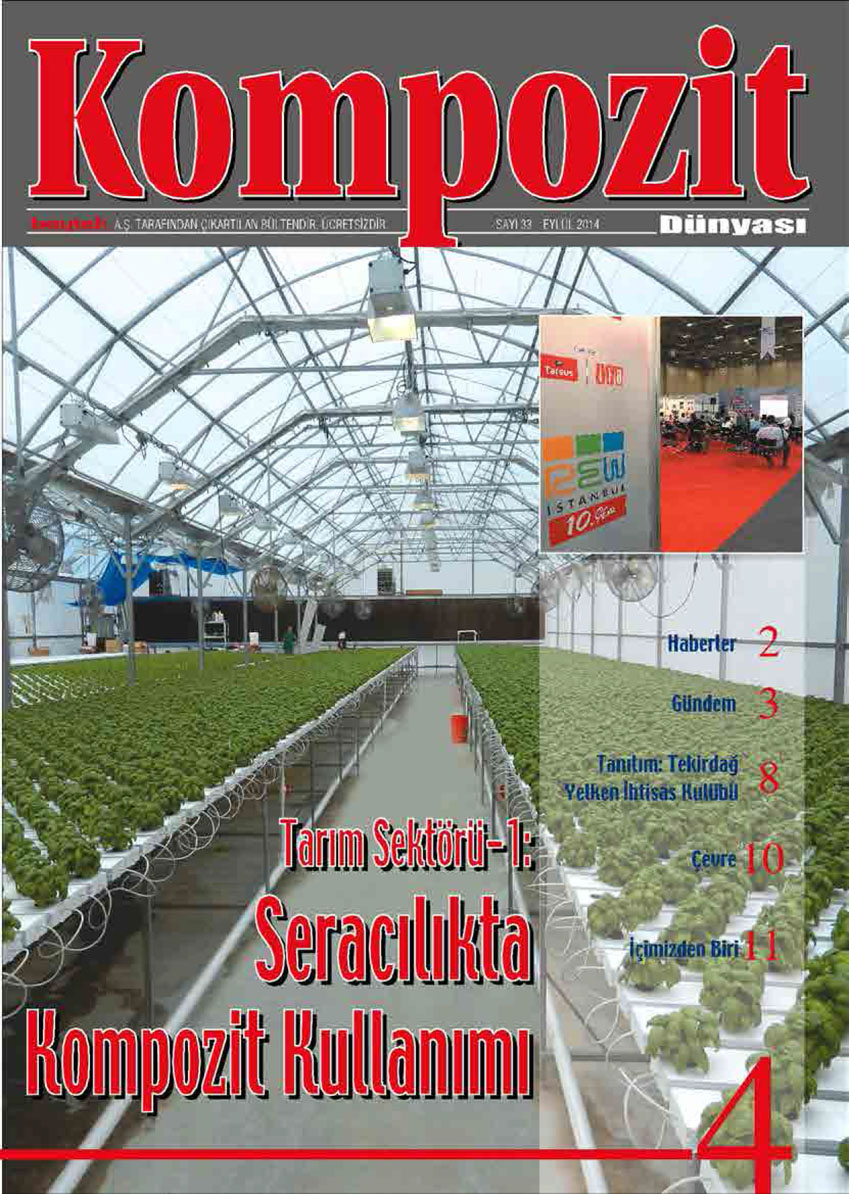 Kompozit
A.Ş. TARAFINDAN ÇIKARTILAN BÜLTENDİR. ÜCRETSİZDİR.
SAYI 33 EYLÜL 2014
Dünyası
Tarsus
REW
İSTANBUL
10.
Haberler 2
Gündem 3
Tanıtım: Tekirdağ
Yelken İhtisas Kulübü 8
Çevre 10
İçimizden Biri 11
Tarım Sektörü-1:
Seracılıkta
Kompozit Kullanımı
4